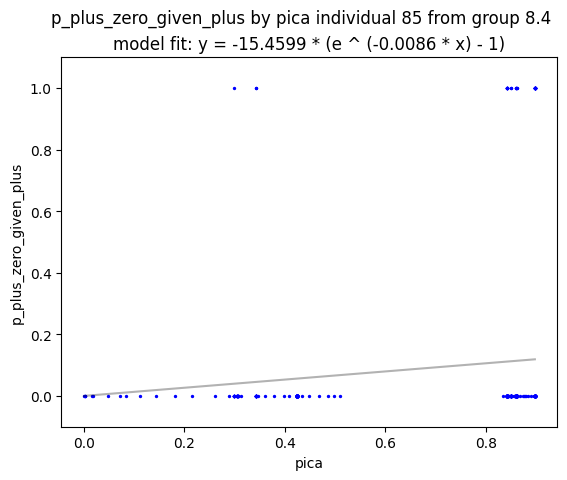 p_plus_zero_given_plus by pica individual 85 from group 8.4
model fit: y = -15.4599 * (e ^ (-0.0086 * x) - 1)
1.0
0.8
0.6
0.4
0.2
0.0
p_plus_zero_given_plus
0.0 0.2 0.4 0.6 0.8
pica